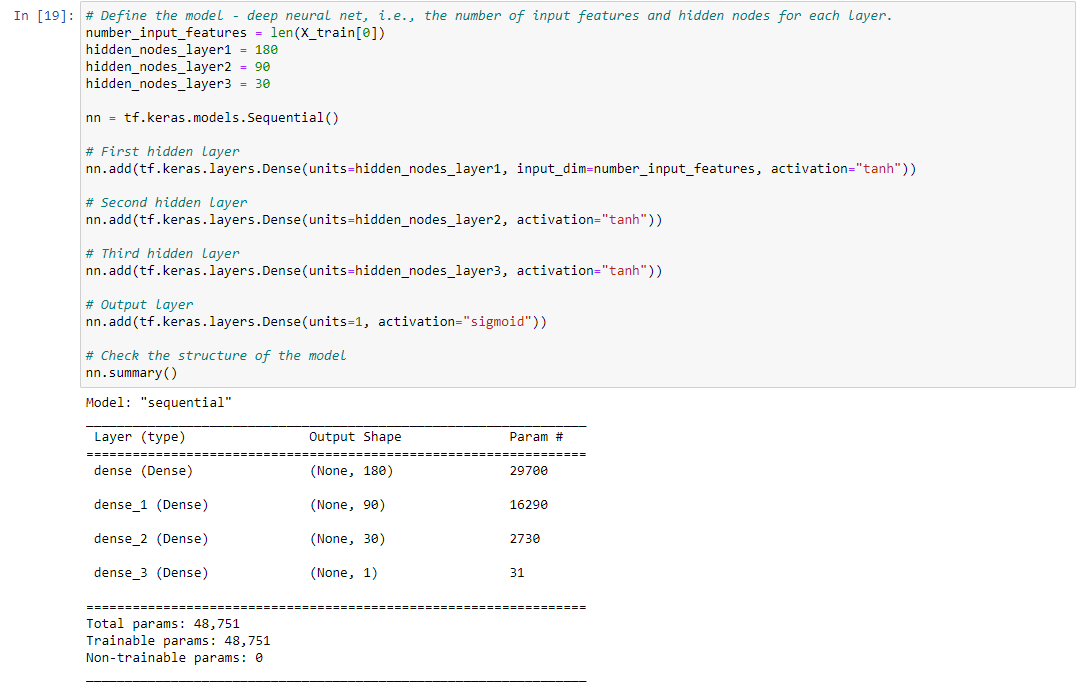 In [19]: # Define the model - deep neural net, i.e., the number of input features and hidden nodes for each layer.
number_input_features = len(X_train[0])
hidden_nodes_layer1 = 180
hidden_nodes_layer2 = 90
hidden_nodes_layer3 = 30
nn = tf.keras.models.Sequential()
# First hidden layer
nn.add(tf.keras.layers.Dense(units=hidden_nodes_layer1, input_dim=number_input_features, activation="tanh"))
# Second hidden layer
nn.add(tf.keras.layers.Dense(units=hidden_nodes_layer2, activation="tanh"))
# Third hidden layer
nn.add(tf.keras.layers.Dense(units=hidden_nodes_layer3, activation="tanh"))
# Output layer
nn.add(tf.keras.layers.Dense(units=1, activation="sigmoid"))
# Check the structure of the model
nn.summary()
Model: "sequential"
_________________________________________________________________
Layer (type) Output Shape Param #
=================================================================
dense (Dense) (None, 180) 29700
dense_1 (Dense) (None, 90) 16290
dense_2 (Dense) (None, 30) 2730
dense_3 (Dense) (None, 1) 31
=================================================================
Total params: 48,751
Trainable params: 48,751
Non-trainable params: 0
_________________________________________________________________